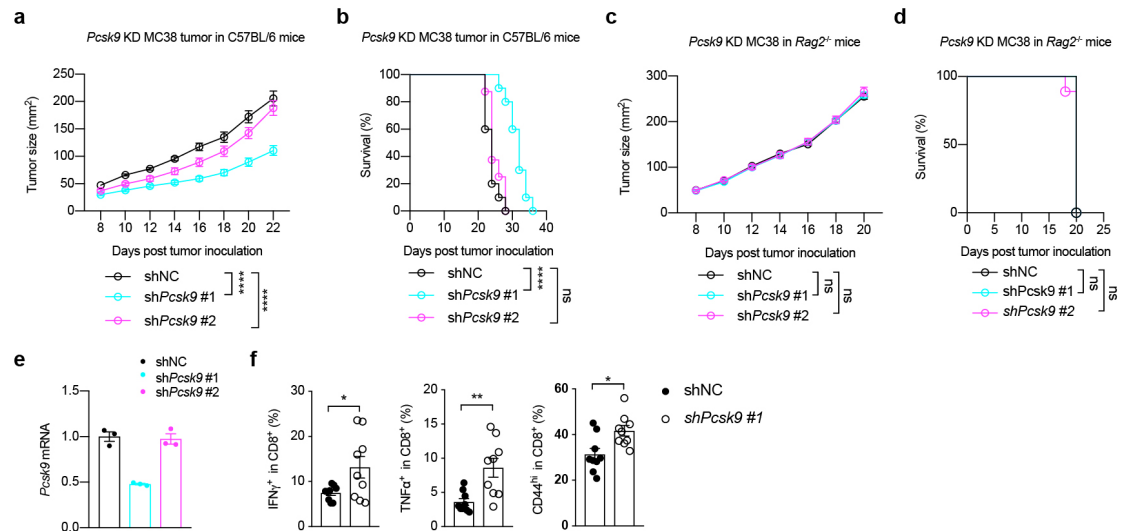 a
Pcsk9 KD MC38 tumor in C57BL/6 mice
Tumor size (mm²)
250
200
150
100
50
0
8 10 12 14 16 18 20 22
Days post tumor inoculation
shNC
shPcsk9 #1
shPcsk9 #2
****
****
b
Pcsk9 KD MC38 tumor in C57BL/6 mice
Survival (%)
100
80
60
40
20
0
0 10 20 30 40
Days post tumor inoculation
shNC
shPcsk9 #1
shPcsk9 #2
****
ns
c
Pcsk9 KD MC38 in Rag2-/- mice
Tumor size (mm²)
300
200
100
0
8 10 12 14 16 18 20
Days post tumor inoculation
shNC
shPcsk9 #1
shPcsk9 #2
ns
ns
d
Pcsk9 KD MC38 in Rag2-/- mice
Survival (%)
100
80
60
40
20
0
0 5 10 15 20 25
Days post tumor inoculation
shNC
shPcsk9 #1
shPcsk9 #2
ns
ns
e
shNC
shPcsk9 #1
shPcsk9 #2
Pcsk9 mRNA
1.5
1.0
0.5
0.0
f
IFNγ+ in CD8+ (%)
30
20
10
0
*
TNFα+ in CD8+ (%)
20
15
10
5
0
**
CD44hi in CD8+ (%)
60
40
20
0
*
shNC
shPcsk9 #1